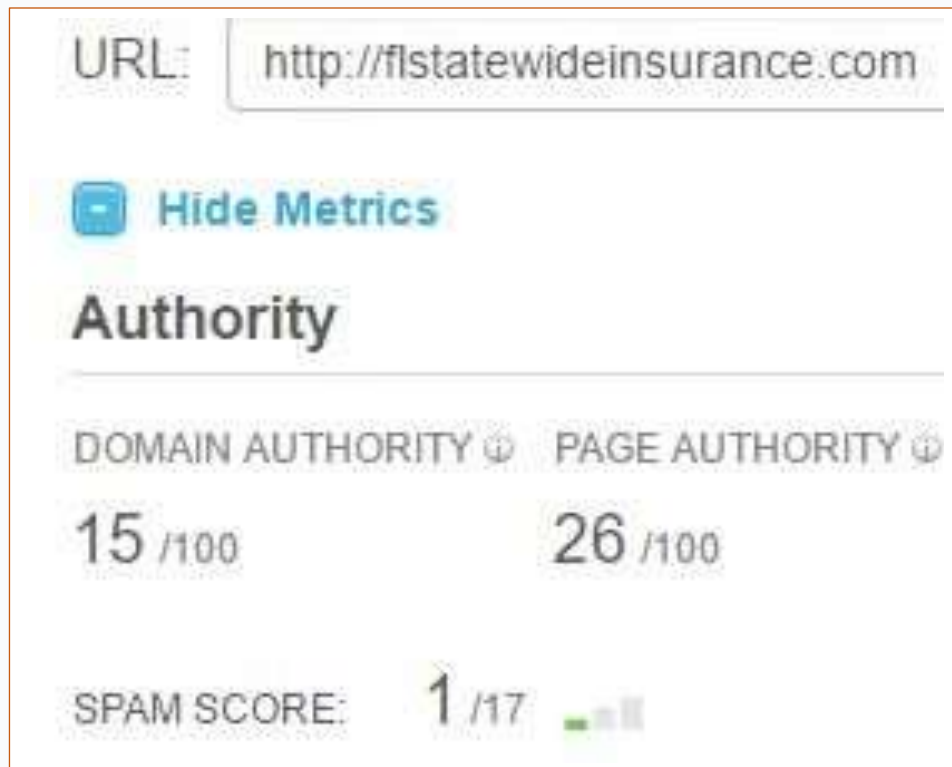 URL: http://flstatewideinsurance.com
- Hide Metrics
Authority
DOMAIN AUTHORITY PAGE AUTHORITY
15 /100 26 /100
SPAM SCORE: 1 /17